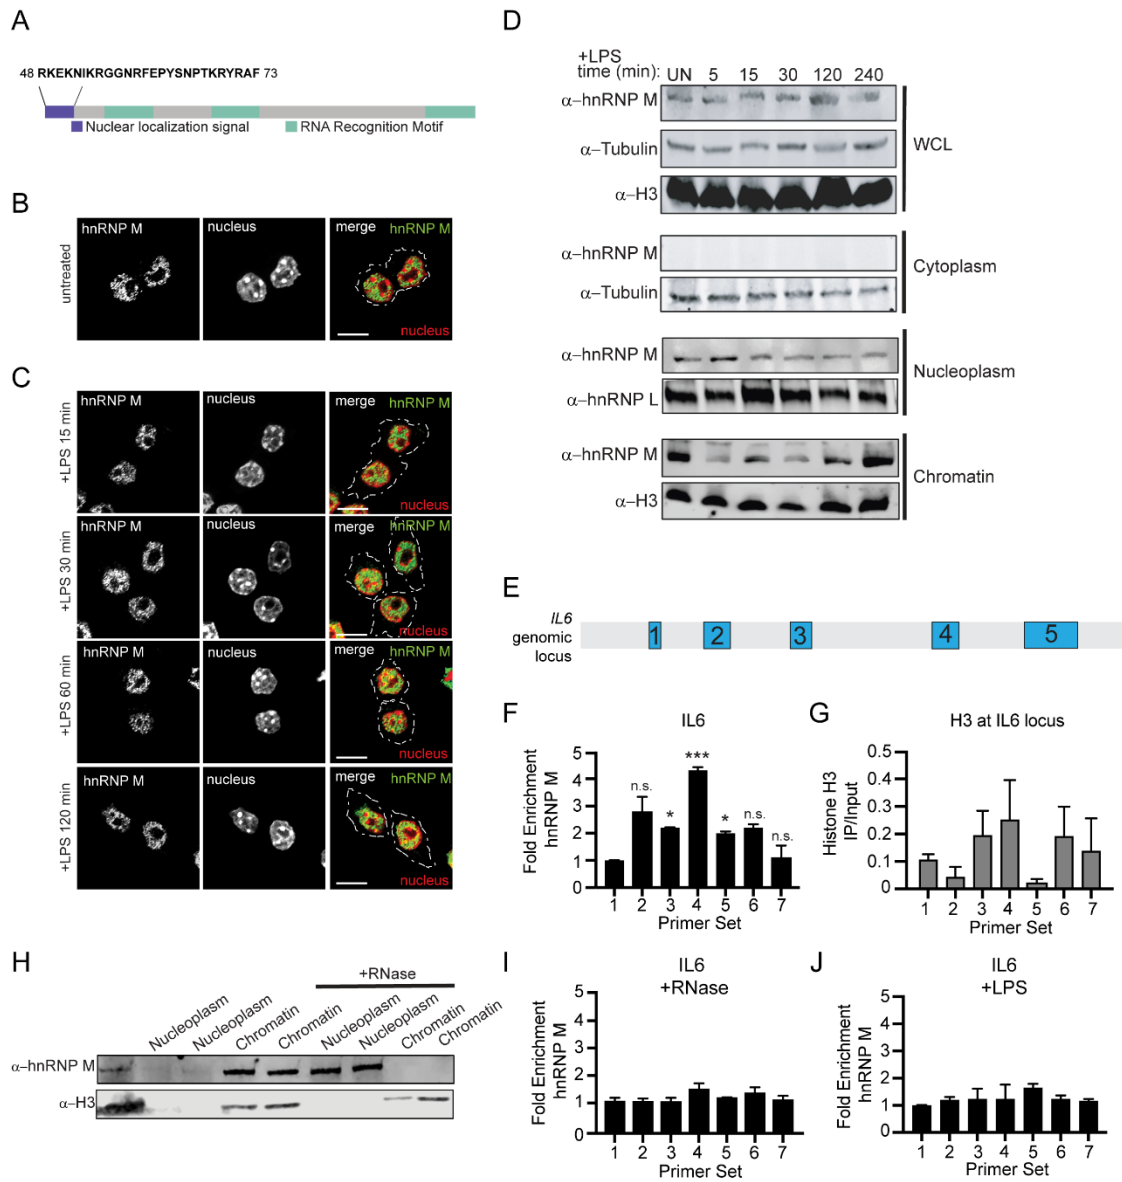 A
48 RKEKNIKRGGNRFEPYSNPTKRYRAF 73
Nuclear localization signal
RNA Recognition Motif
B
untreated
hnRNP M
nucleus
merge
hnRNP M
nucleus
C
+LPS 15 min
hnRNP M
nucleus
merge
hnRNP M
nucleus
+LPS 30 min
hnRNP M
nucleus
merge
hnRNP M
nucleus
+LPS 60 min
hnRNP M
nucleus
merge
hnRNP M
nucleus
+LPS 120 min
hnRNP M
nucleus
merge
hnRNP M
nucleus
D
+LPS
time (min): UN 5 15 30 120 240
α-hnRNP M
α-Tubulin
α-H3
WCL
α-hnRNP M
α-Tubulin
Cytoplasm
α-hnRNP M
α-hnRNP L
Nucleoplasm
α-hnRNP M
α-H3
Chromatin
E
IL6
genomic
locus
1 2 3 4 5
F
IL6
Fold Enrichment
hnRNP M
5
4
3
2
1
0
n.s. * *** * n.s. n.s.
1 2 3 4 5 6 7
Primer Set
G
H3 at IL6 locus
Histone H3
IP/Input
0.5
0.4
0.3
0.2
0.1
0
1 2 3 4 5 6 7
Primer Set
H
+RNase
Nucleoplasm Nucleoplasm Chromatin Chromatin Nucleoplasm Nucleoplasm Chromatin Chromatin
α-hnRNP M
α-H3
I
IL6
+RNase
Fold Enrichment
hnRNP M
5
4
3
2
1
0
1 2 3 4 5 6 7
Primer Set
J
IL6
+LPS
Fold Enrichment
hnRNP M
5
4
3
2
1
0
1 2 3 4 5 6 7
Primer Set